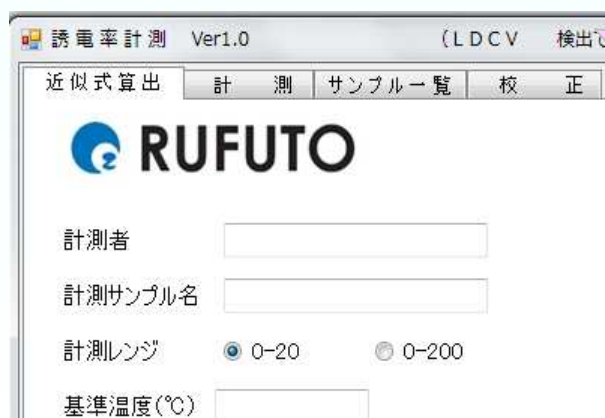 誘電率計測 Ver1.0 (LDCV 検出
近似式算出 計 測 サンプル一覧 校 正
RUFUTO
計測者
計測サンプル名
計測レンジ 0-20 0-200
基準温度(℃)